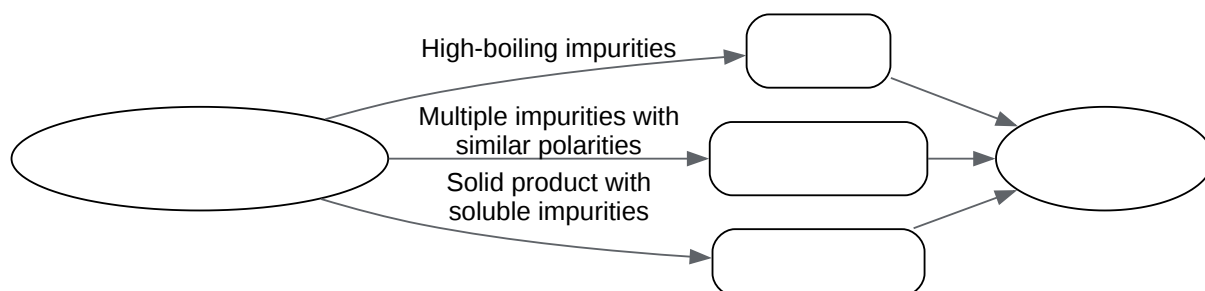 High-boiling impurities
Multiple impurities with
similar polarities
Solid product with
soluble impurities